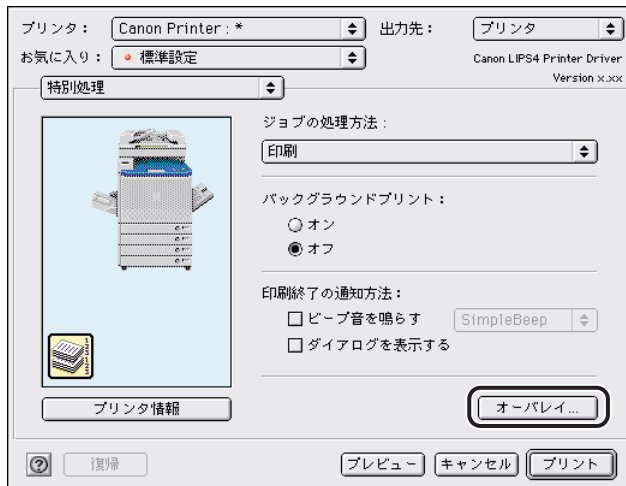 プリンタ： Canon Printer : * 出力先： プリンタ
お気に入り： 標準設定 Canon LIPS4 Printer Driver
Version x.xx
特別処理
ジョブの処理方法：
印刷
バックグラウンドプリント：
オン
オフ
印刷終了の通知方法：
ビープ音を鳴らす SimpleBeep
ダイアログを表示する
プリンタ情報 オーバレイ...
? 復帰 プレビュー キャンセル プリント